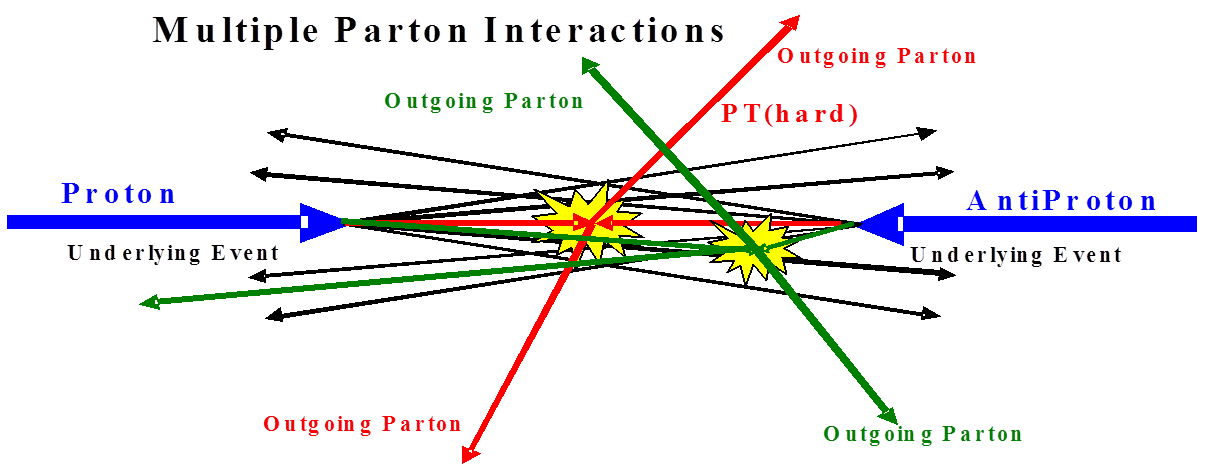 Multiple Parton Interactions
Outgoing Parton
Outgoing Parton
PT(hard)
Proton
AntiProton
Underlying Event
Underlying Event
Outgoing Parton
Outgoing Parton